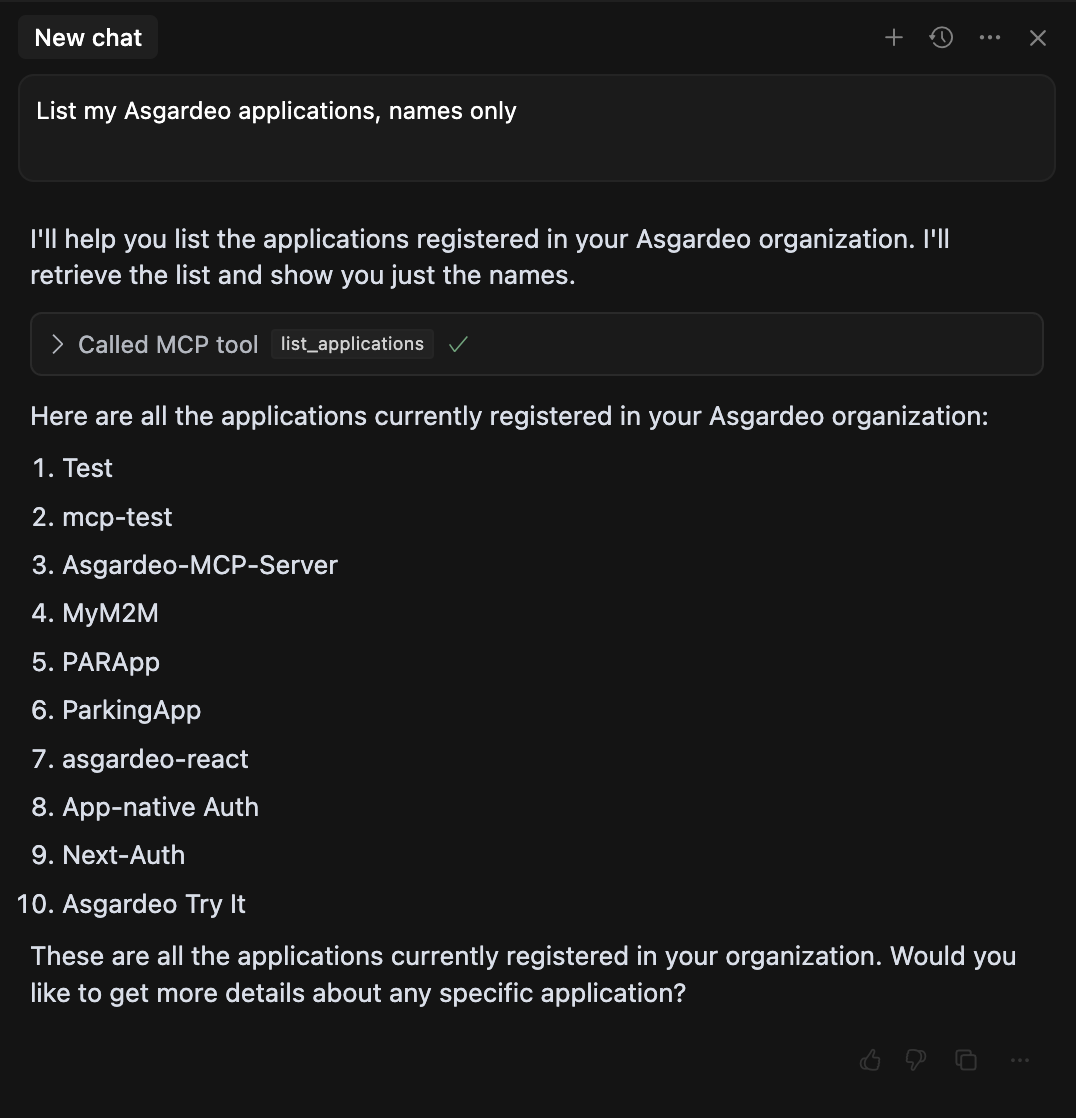 New chat
List my Asgardeo applications, names only
I'll help you list the applications registered in your Asgardeo organization. I'll
retrieve the list and show you just the names.
Called MCP tool list_applications
Here are all the applications currently registered in your Asgardeo organization:
1. Test
2. mcp-test
3. Asgardeo-MCP-Server
4. MyM2M
5. PARApp
6. ParkingApp
7. asgardeo-react
8. App-native Auth
9. Next-Auth
10. Asgardeo Try It
These are all the applications currently registered in your organization. Would you
like to get more details about any specific application?